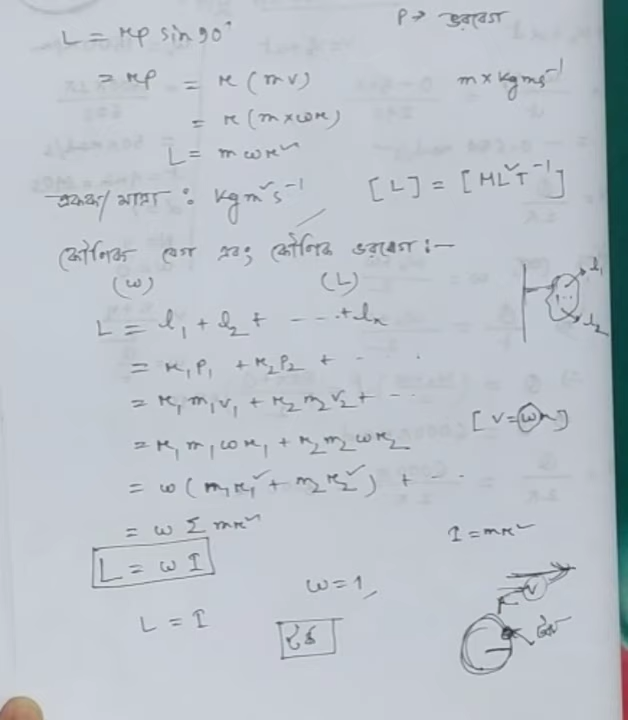 P → ভরবেগ
L = rp sin 90°
= rp = r (mv)
m × kgms⁻¹
= r (m×ωr)
L = mωr²
একক/মাত্রা : kgm²s⁻¹ [L] = [ML²T⁻¹]
কৌনিক বেগ এবং কৌনিক ভরবেগ :–
(ω) (L)
L = l₁ + l₂ + --- + lₙ
l₁
l₂
= r₁p₁ + r₂p₂ + - - .
= r₁m₁v₁ + r₂m₂v₂ + - ..
[v=ωr]
= r₁m₁ωr₁ + r₂m₂ωr₂
= ω (m₁r₁² + m₂r₂²) + - ..
= ω Σ mr²
I = mr²
L = ω I
ω = 1,
L = I
v